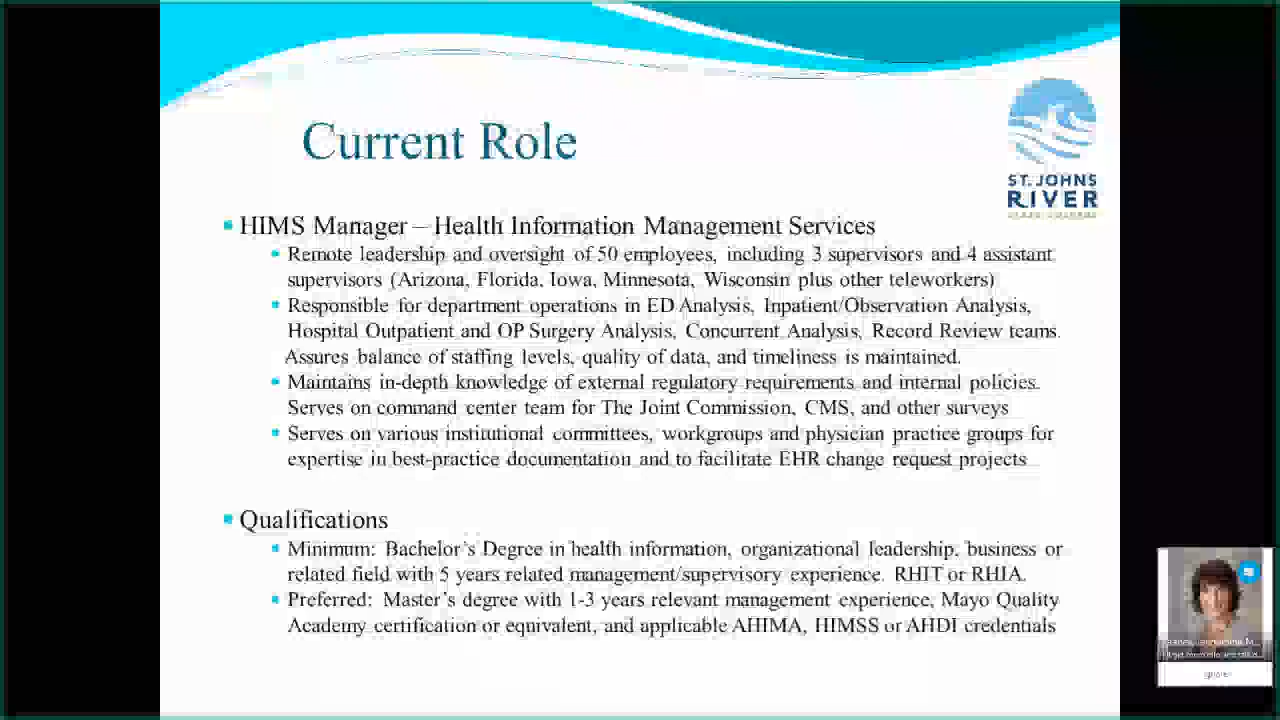 Current Role
ST. JOHNS
RIVER
STATE COLLEGE
HIMS Manager – Health Information Management Services
Remote leadership and oversight of 50 employees, including 3 supervisors and 4 assistant
supervisors (Arizona, Florida, Iowa, Minnesota, Wisconsin plus other teleworkers)
Responsible for department operations in ED Analysis, Inpatient/Observation Analysis,
Hospital Outpatient and OP Surgery Analysis, Concurrent Analysis, Record Review teams.
Assures balance of staffing levels, quality of data, and timeliness is maintained.
Maintains in-depth knowledge of external regulatory requirements and internal policies.
Serves on command center team for The Joint Commission, CMS, and other surveys
Serves on various institutional committees, workgroups and physician practice groups for
expertise in best-practice documentation and to facilitate EHR change request projects
Qualifications
Minimum: Bachelor's Degree in health information, organizational leadership, business or
related field with 5 years related management/supervisory experience. RHIT or RHIA.
Preferred: Master's degree with 1-3 years relevant management experience, Mayo Quality
Academy certification or equivalent, and applicable AHIMA, HIMSS or AHDI credentials